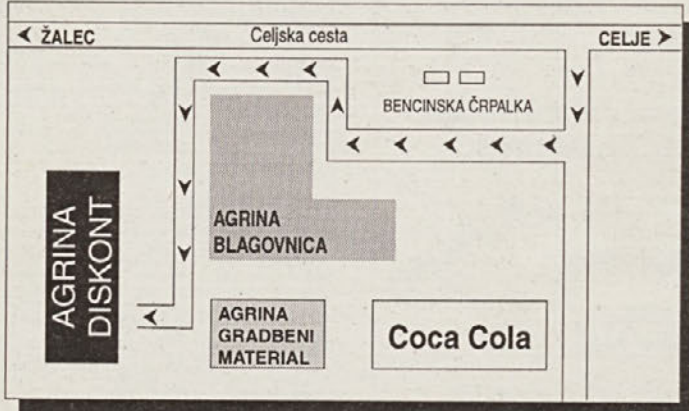 ŽALEC
Celjska cesta
CELJE
BENCINSKA ČRPALKA
AGRINA
BLAGOVNICA
AGRINA
DISKONT
AGRINA
GRADBENI
MATERIAL
Coca Cola